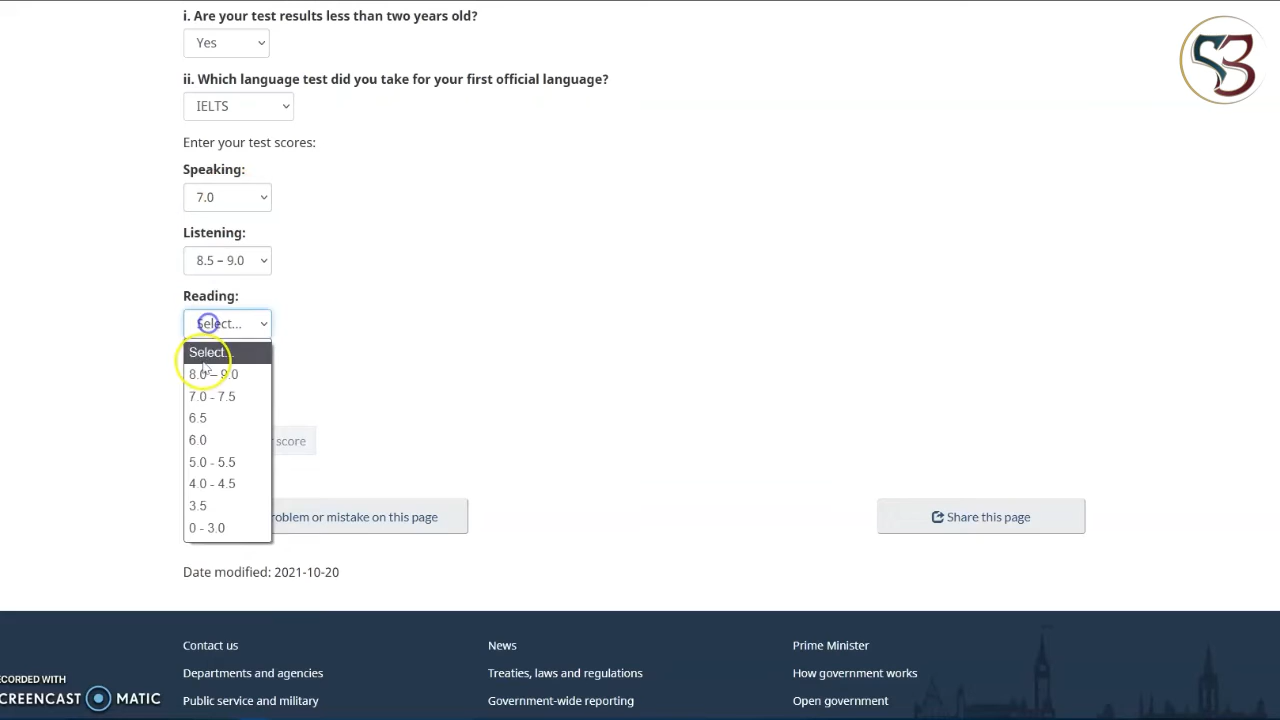 i. Are your test results less than two years old?
Yes
ii. Which language test did you take for your first official language?
IELTS
Enter your test scores:
Speaking:
7.0
Listening:
8.5 – 9.0
Reading:
Select...
Select...
8.0 – 9.0
7.0 - 7.5
6.5
6.0
5.0 - 5.5
4.0 - 4.5
3.5
0 - 3.0
score
problem or mistake on this page
Share this page
Date modified: 2021-10-20
Contact us
News
Prime Minister
Departments and agencies
Treaties, laws and regulations
How government works
Public service and military
Government-wide reporting
Open government
RECORDED WITH
SCREENCAST MATIC